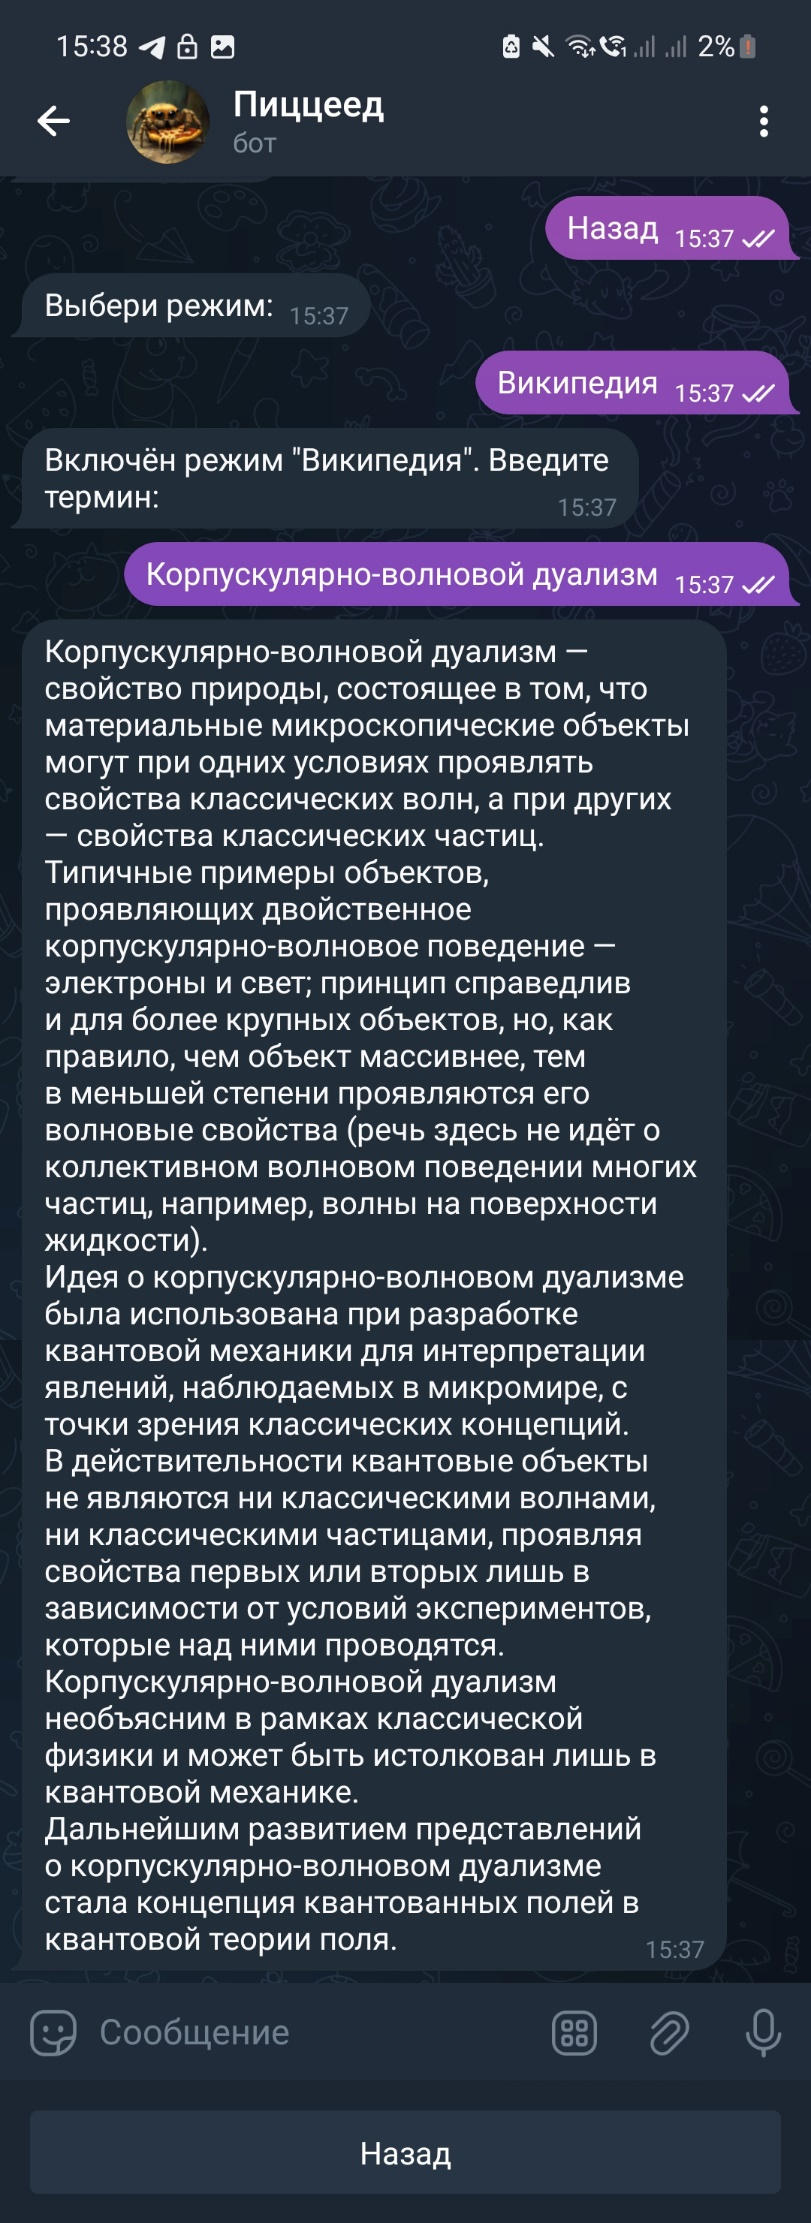 15:38
2%
Пиццеед
бот
Назад 15:37
Выбери режим: 15:37
Википедия 15:37
Включён режим "Википедия". Введите
термин: 15:37
Корпускулярно-волновой дуализм 15:37
Корпускулярно-волновой дуализм —
свойство природы, состоящее в том, что
материальные микроскопические объекты
могут при одних условиях проявлять
свойства классических волн, а при других
— свойства классических частиц.
Типичные примеры объектов,
проявляющих двойственное
корпускулярно-волновое поведение —
электроны и свет; принцип справедлив
и для более крупных объектов, но, как
правило, чем объект массивнее, тем
в меньшей степени проявляются его
волновые свойства (речь здесь не идёт о
коллективном волновом поведении многих
частиц, например, волны на поверхности
жидкости).
Идея о корпускулярно-волновом дуализме
была использована при разработке
квантовой механики для интерпретации
явлений, наблюдаемых в микромире, с
точки зрения классических концепций.
В действительности квантовые объекты
не являются ни классическими волнами,
ни классическими частицами, проявляя
свойства первых или вторых лишь в
зависимости от условий экспериментов,
которые над ними проводятся.
Корпускулярно-волновой дуализм
необъясним в рамках классической
физики и может быть истолкован лишь в
квантовой механике.
Дальнейшим развитием представлений
о корпускулярно-волновом дуализме
стала концепция квантованных полей в
квантовой теории поля. 15:37
Сообщение
Назад